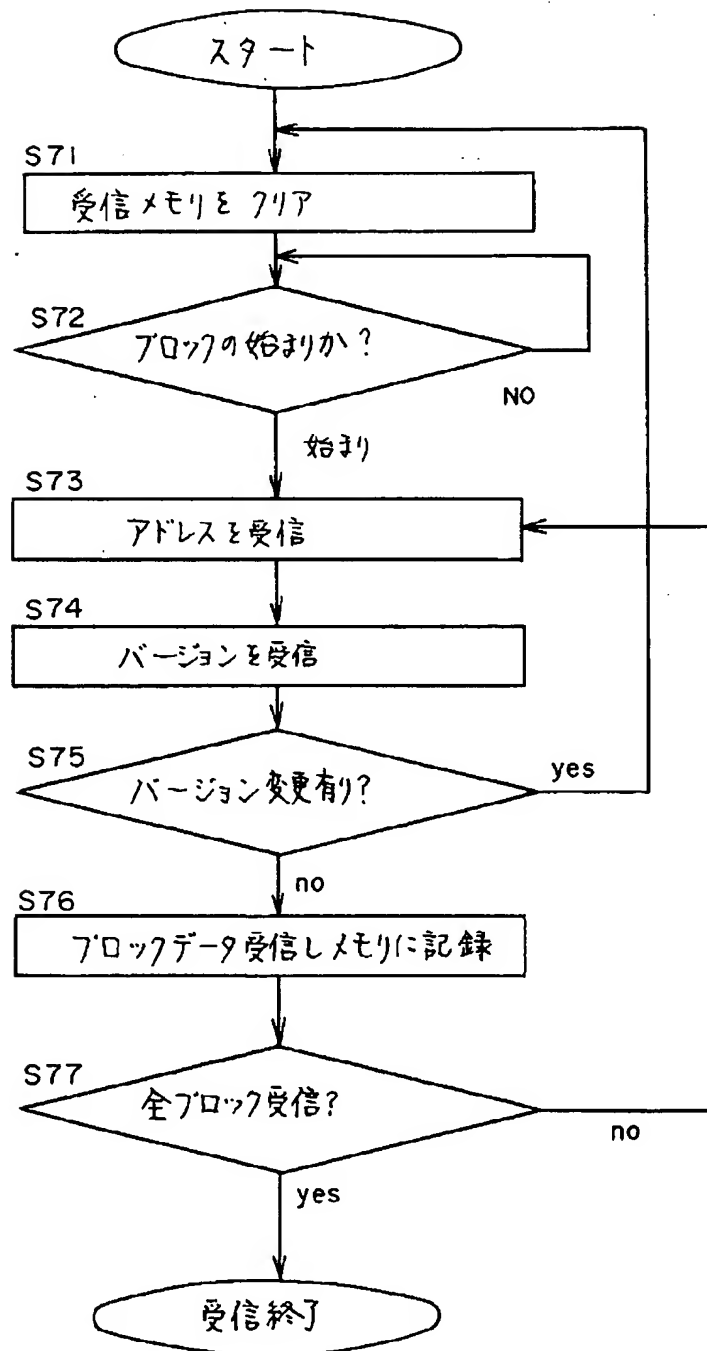 スタート
S71
受信メモリをクリア
S72
ブロックの始まりか?
NO
始まり
S73
アドレスを受信
S74
バージョンを受信
S75
バージョン変更有り?
yes
no
S76
ブロックデータ受信しメモリに記録
S77
全ブロック受信?
no
yes
受信終了